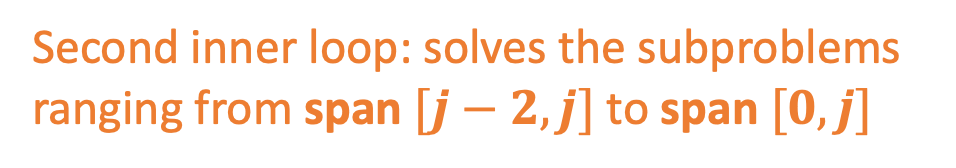 Second inner loop: solves the subproblems
ranging from span [j − 2, j] to span [0, j]